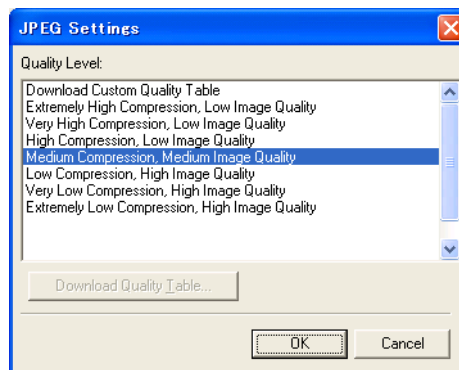 JPEG Settings
Quality Level:
Download Custom Quality Table
Extremely High Compression, Low Image Quality
Very High Compression, Low Image Quality
High Compression, Low Image Quality
Medium Compression, Medium Image Quality
Low Compression, High Image Quality
Very Low Compression, High Image Quality
Extremely Low Compression, High Image Quality
Download Quality Table...
OK Cancel